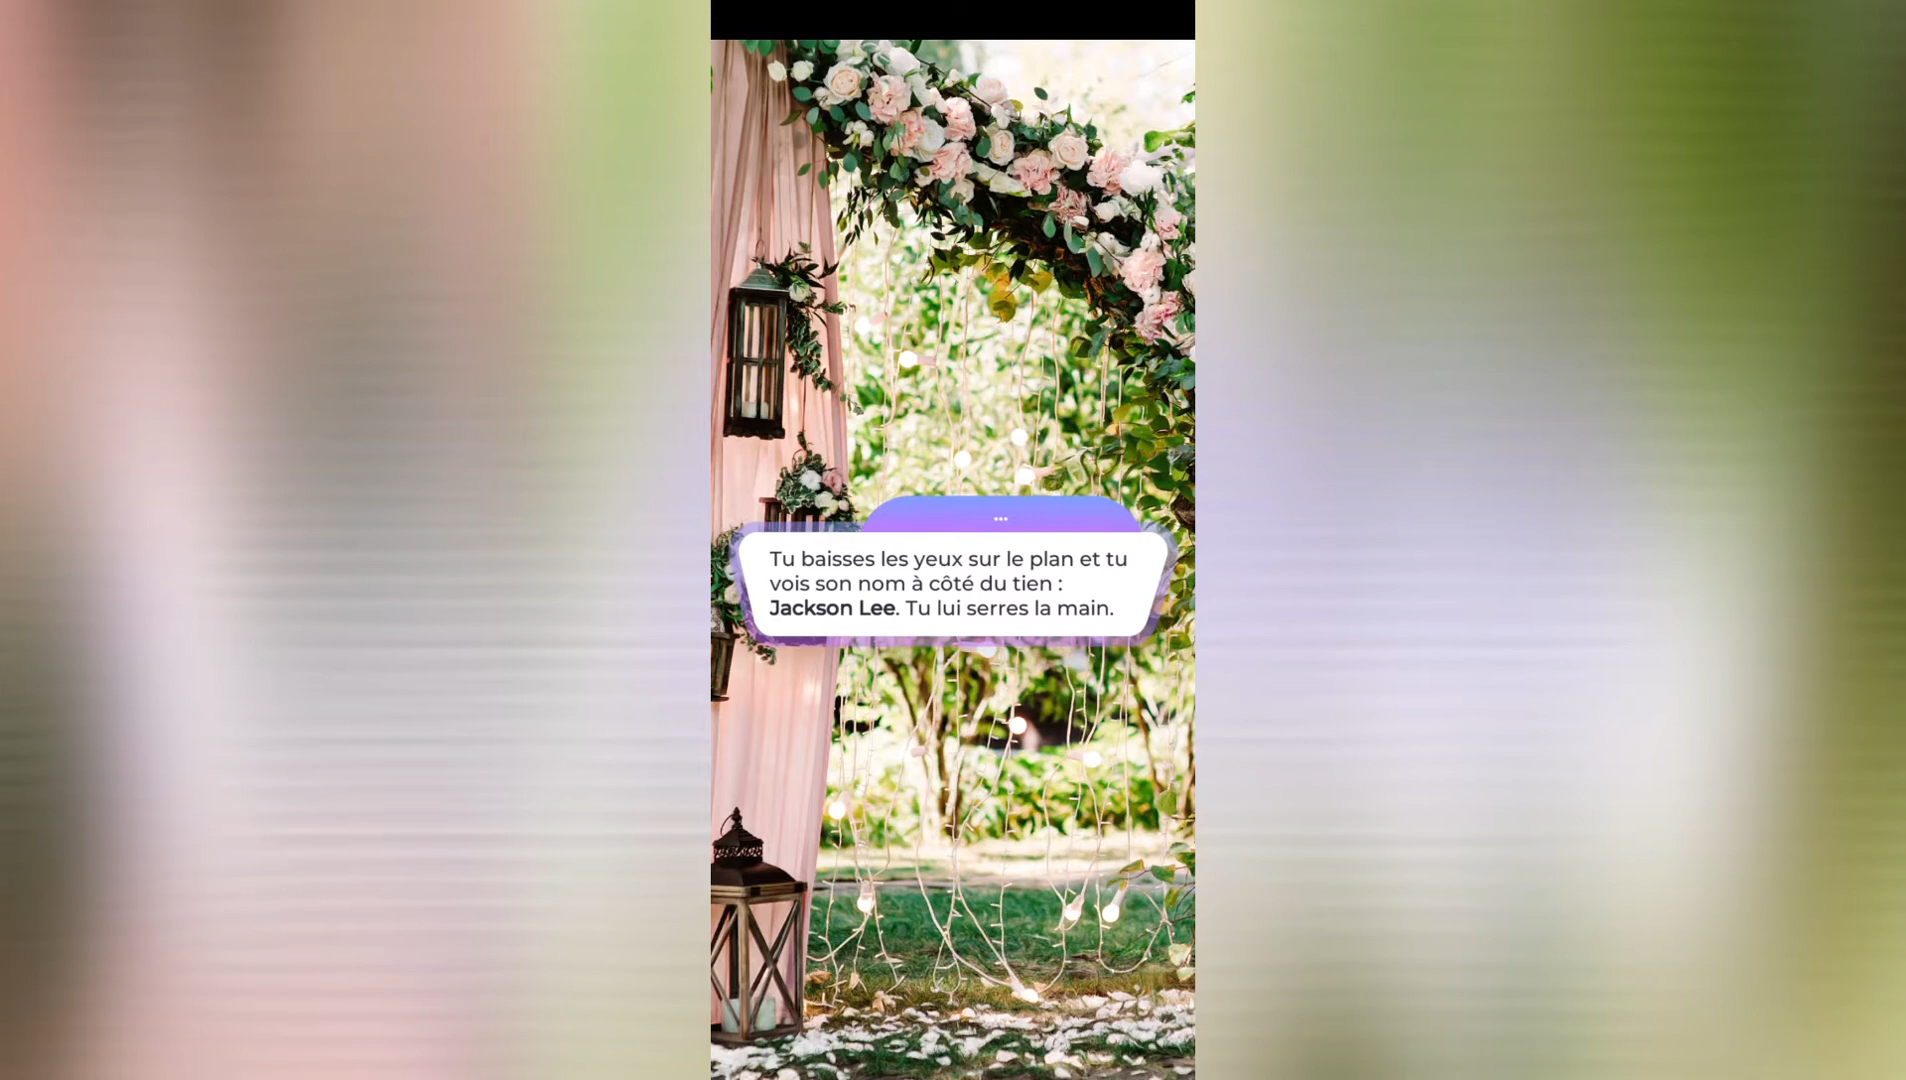 ...
Tu baisses les yeux sur le plan et tu
vois son nom à côté du tien :
Jackson Lee. Tu lui serres la main.